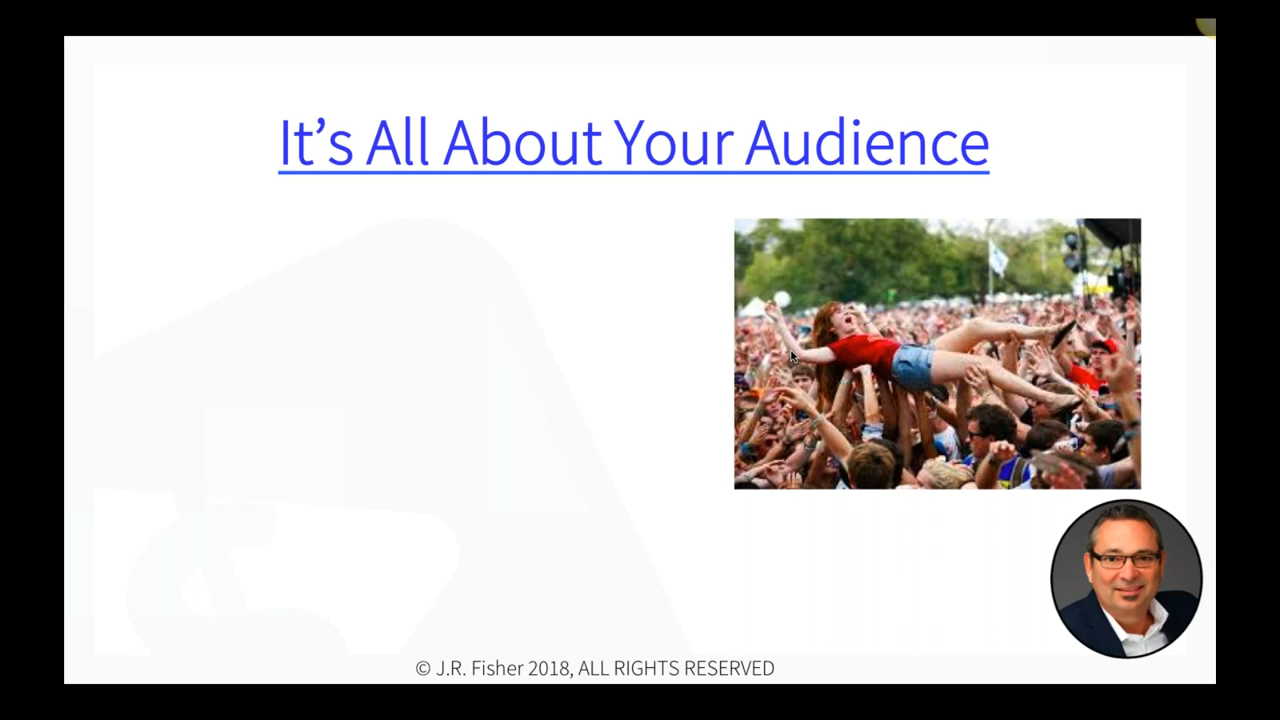 It’s All About Your Audience
© J.R. Fisher 2018, ALL RIGHTS RESERVED